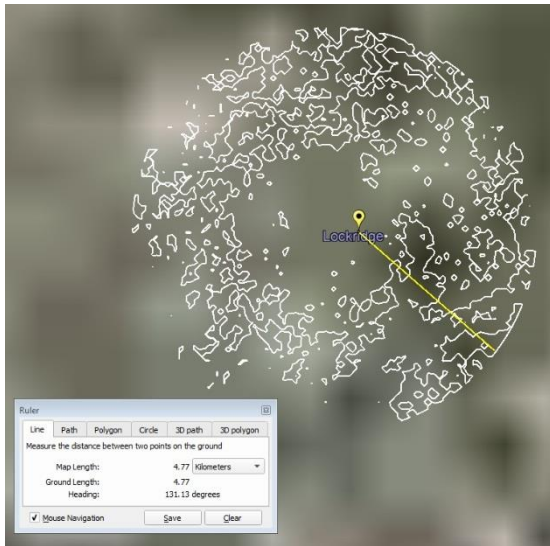 Lockridge
Ruler
Line Path Polygon Circle 3D path 3D polygon
Measure the distance between two points on the ground
Map Length: 4.77 Kilometers
Ground Length: 4.77
Heading: 131.13 degrees
Mouse Navigation Save Clear